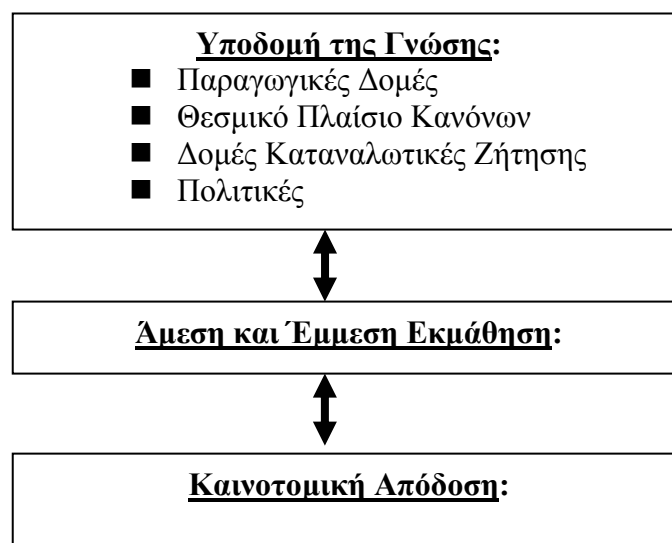 Υποδομή της Γνώσης:
■ Παραγωγικές Δομές
■ Θεσμικό Πλαίσιο Κανόνων
■ Δομές Καταναλωτικές Ζήτησης
■ Πολιτικές
Άμεση και Έμμεση Εκμάθηση:
Καινοτομική Απόδοση: